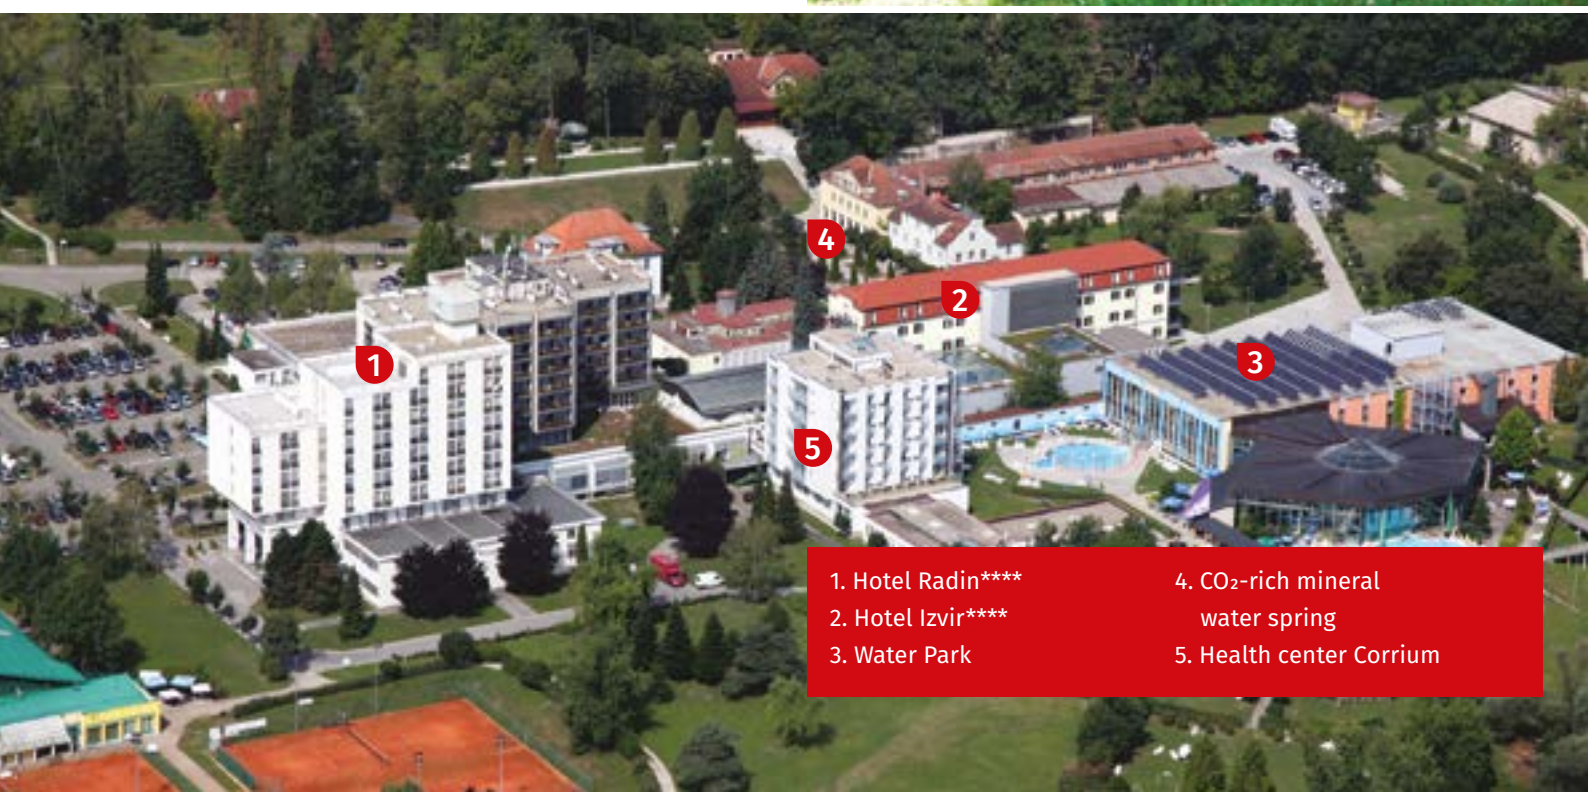 4
2
1
3
5
1. Hotel Radin****
2. Hotel Izvir****
3. Water Park
4. CO₂-rich mineral
water spring
5. Health center Corrium